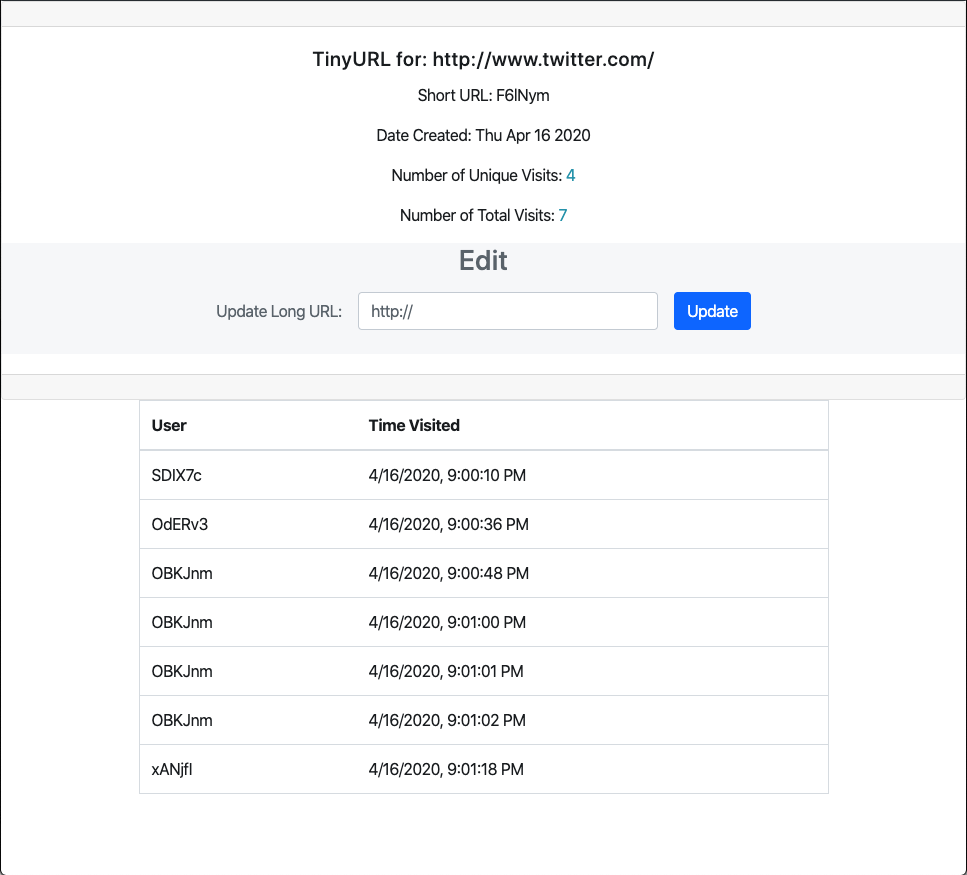 TinyURL for: http://www.twitter.com/
Short URL: F6lNym
Date Created: Thu Apr 16 2020
Number of Unique Visits: 4
Number of Total Visits: 7
Edit
Update Long URL: http:// Update
User Time Visited
SDlX7c 4/16/2020, 9:00:10 PM
OdERv3 4/16/2020, 9:00:36 PM
OBKJnm 4/16/2020, 9:00:48 PM
OBKJnm 4/16/2020, 9:01:00 PM
OBKJnm 4/16/2020, 9:01:01 PM
OBKJnm 4/16/2020, 9:01:02 PM
xANjfl 4/16/2020, 9:01:18 PM